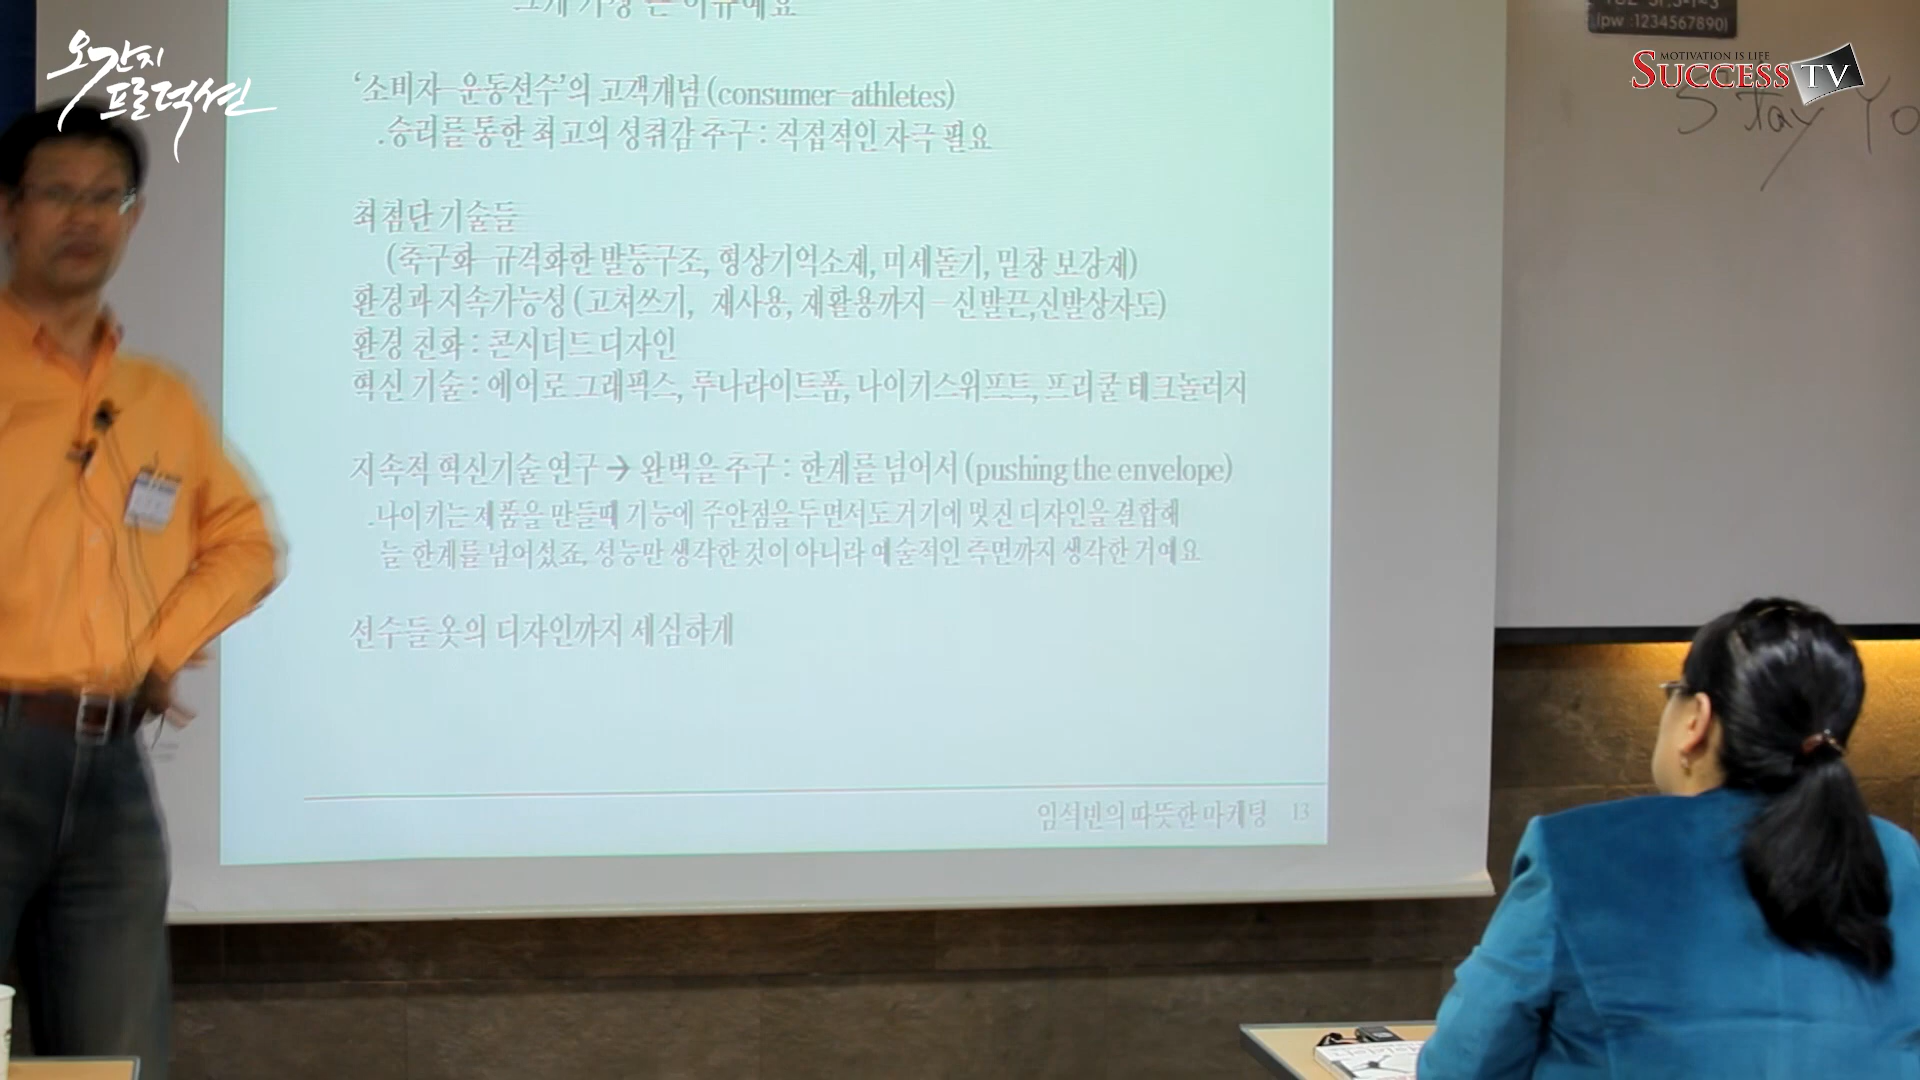 오간지
프로덕션
(pw :1234567890)
MOTIVATION IS LIFE
SUCCESS TV
Stay Yo
그게 가장 큰 이유예요
‘소비자-운동선수’의 고객개념 (consumer-athletes)
.승리를 통한 최고의 성취감 추구 : 직접적인 자극 필요
최첨단 기술들
(축구화-규격화한 발등구조, 형상기억소재, 미세돌기, 밑창 보강재)
환경과 지속가능성 (고쳐쓰기, 재사용, 재활용까지 - 신발끈,신발상자도)
환경 친화 : 콘시더드 디자인
혁신 기술 : 에어로 그래픽스, 루나라이트폼, 나이키스위프트, 프리쿨 테크놀러지
지속적 혁신기술 연구 → 완벽을 추구 : 한계를 넘어서 (pushing the envelope)
.나이키는 제품을 만들때 기능에 주안점을 두면서도 거기에 멋진 디자인을 결합해
늘 한계를 넘어섰죠, 성능만 생각한 것이 아니라 예술적인 측면까지 생각한 거예요
선수들 옷의 디자인까지 세심하게
임석빈의 따뜻한 마케팅 13